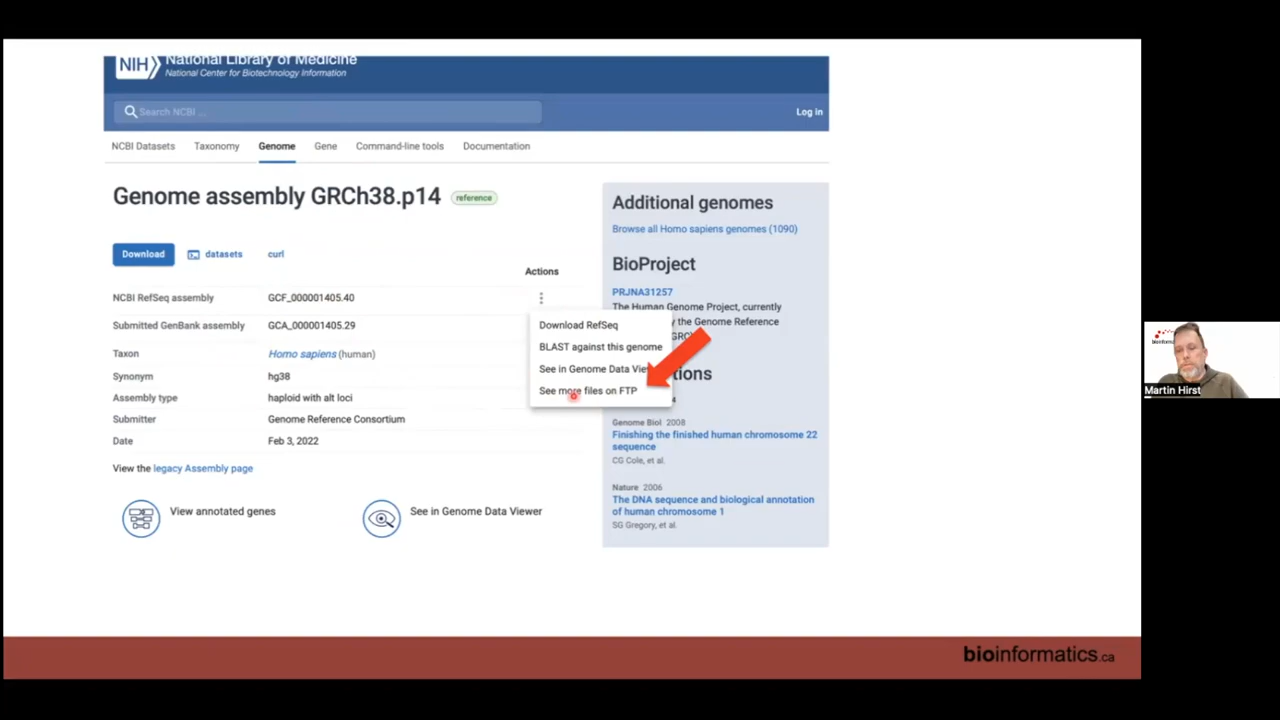 NIH National Library of Medicine
National Center for Biotechnology Information
Search NCBI ...
Log in
NCBI Datasets Taxonomy Genome Gene Command-line tools Documentation
Genome assembly GRCh38.p14 reference
Download datasets curl
Actions
NCBI RefSeq assembly GCF_000001405.40
Submitted GenBank assembly GCA_000001405.29
Taxon Homo sapiens (human)
Synonym hg38
Assembly type haploid with alt loci
Submitter Genome Reference Consortium
Date Feb 3, 2022
View the legacy Assembly page
View annotated genes
See in Genome Data Viewer
Download RefSeq
BLAST against this genome
See in Genome Data Vie
See more files on FTP
Additional genomes
Browse all Homo sapiens genomes (1090)
BioProject
PRJNA31257
The Human Genome Project, currently
y the Genome Reference
Genome Biol 2008
Finishing the finished human chromosome 22
sequence
CG Cole, et al.
Nature 2006
The DNA sequence and biological annotation
of human chromosome 1
SG Gregory, et al.
bioinformatics.ca
Martin Hirst